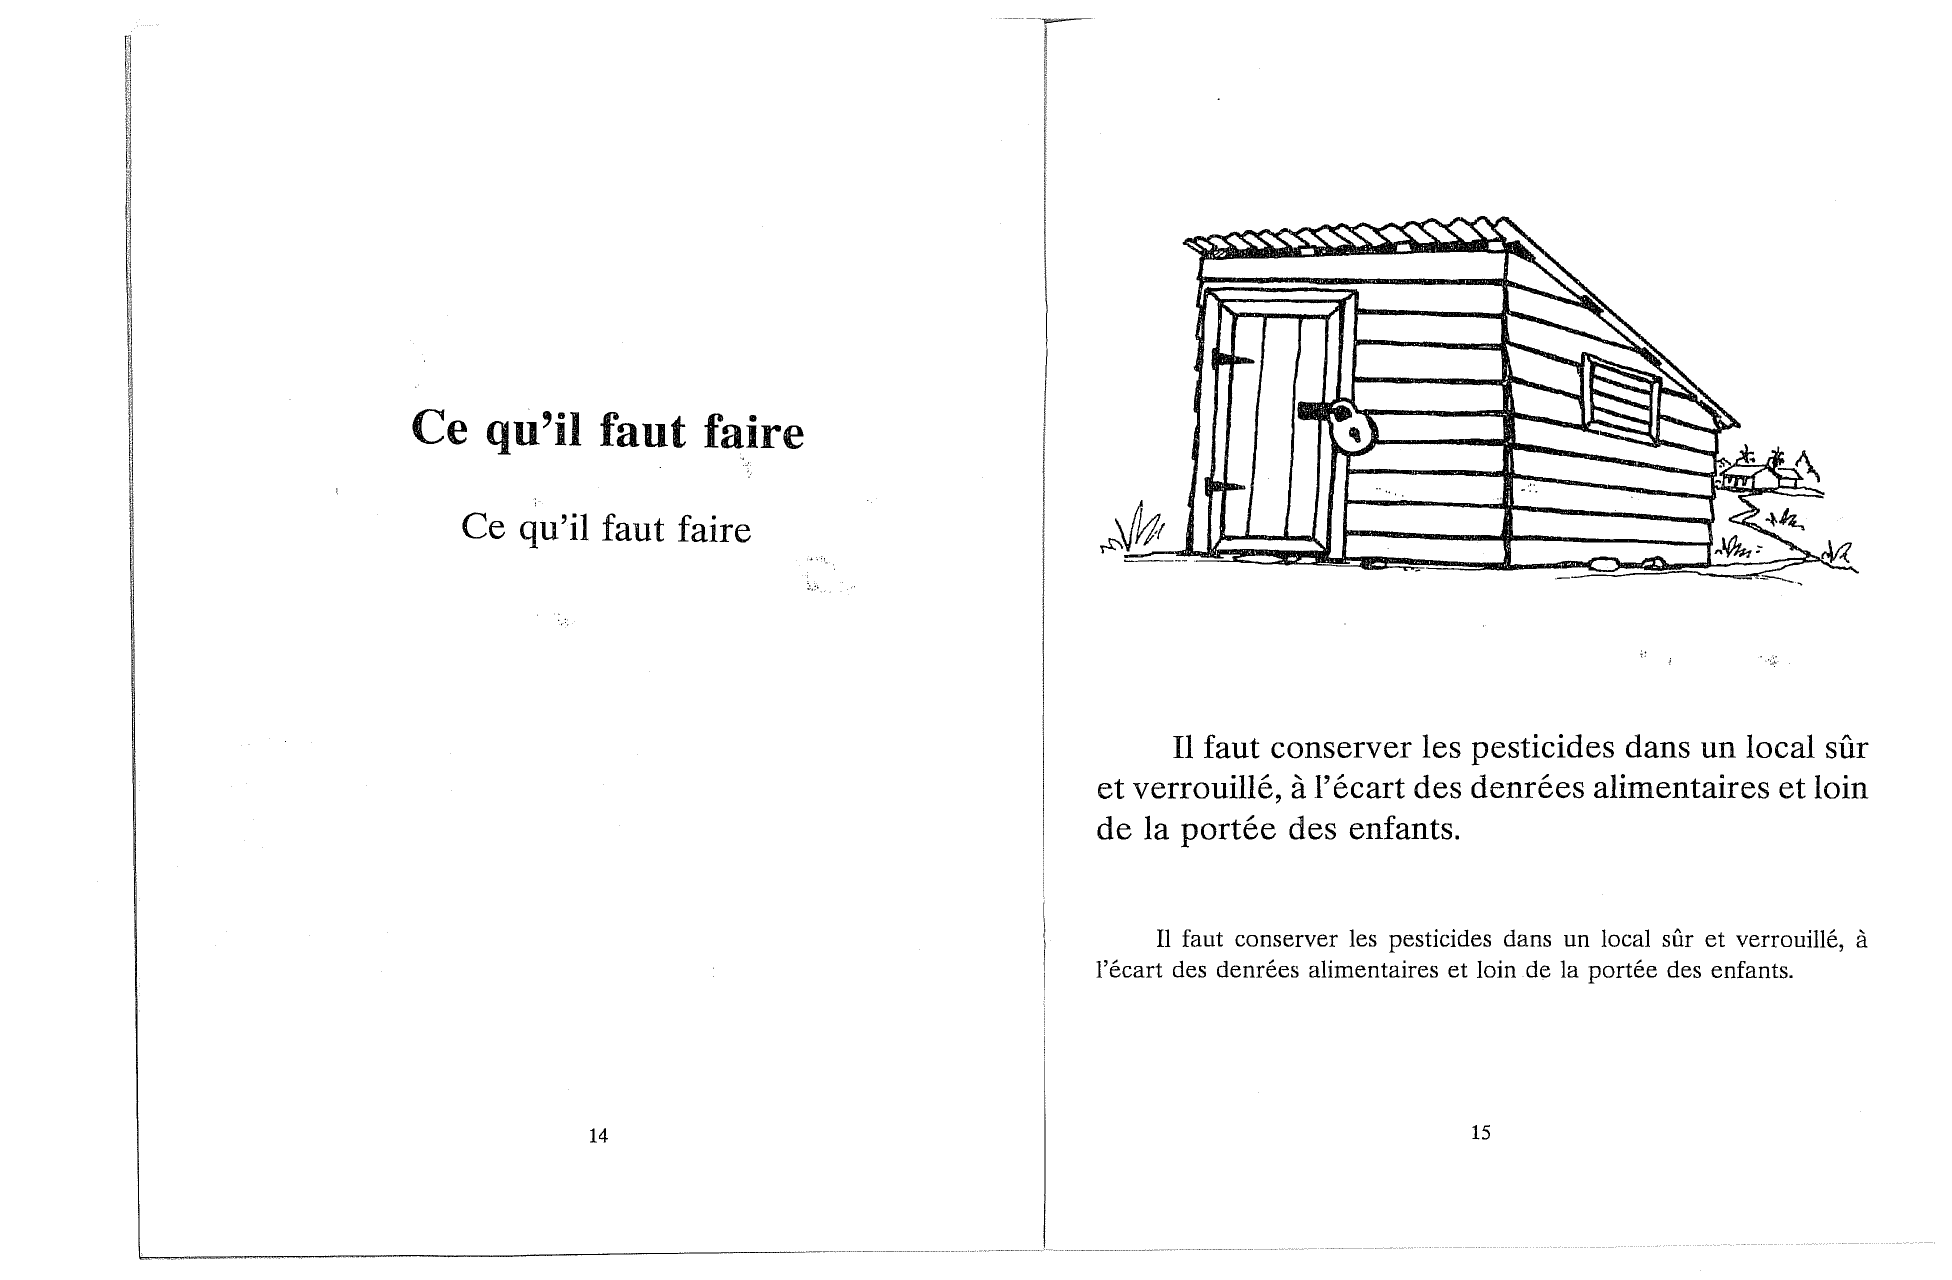 Ce qu'il faut faire
Ce qu'il faut faire
14
Il faut conserver les pesticides dans un local sûr
et verrouillé, à l'écart des denrées alimentaires et loin
de la portée des enfants.
Il faut conserver les pesticides dans un local sûr et verrouillé, à
l'écart des denrées alimentaires et loin de la portée des enfants.
15